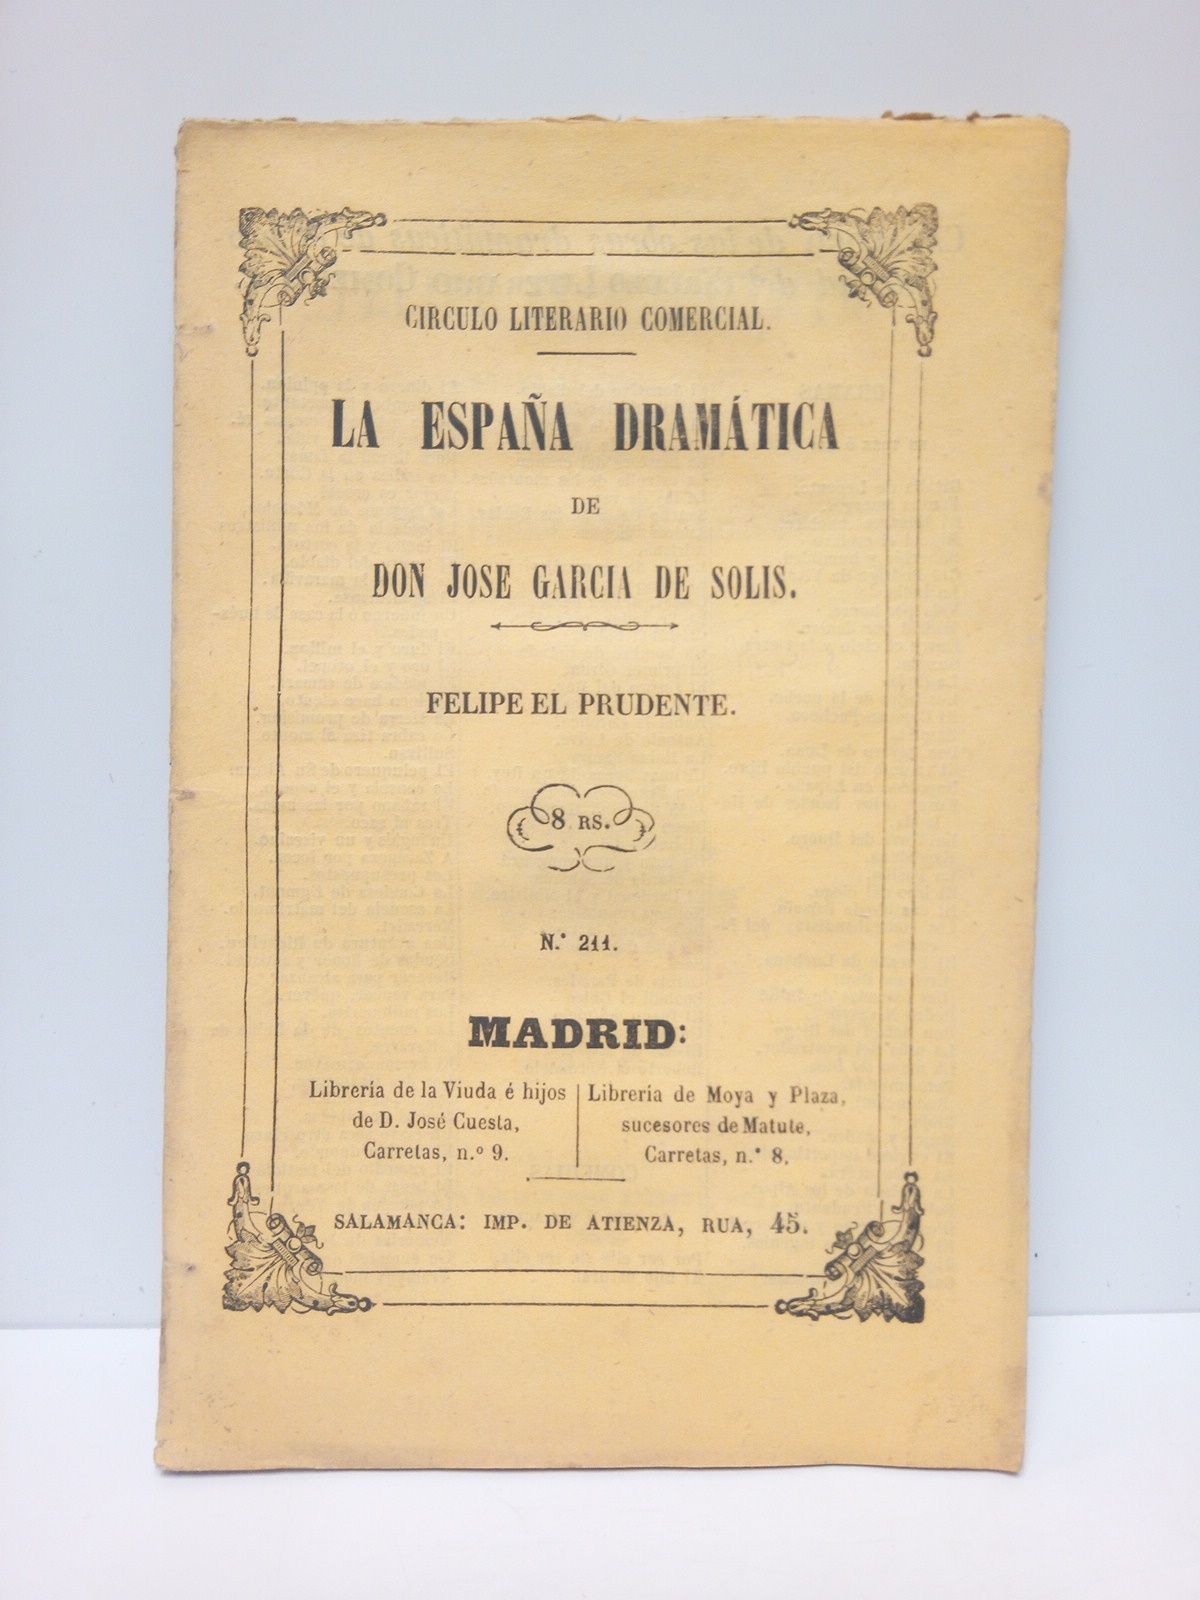 CIRCULO LITERARIO COMERCIAL.
LA ESPAÑA DRAMÁTICA
DE
DON JOSE GARCIA DE SOLIS.
FELIPE EL PRUDENTE.
8 RS.
N.° 211.
MADRID:
Librería de la Viuda é hijos
de D. José Cuesta,
Carretas, n.º 9.
Librería de Moya y Plaza,
sucesores de Matute,
Carretas, n.° 8.
SALAMANCA: IMP. DE ATIENZA, RUA, 45.